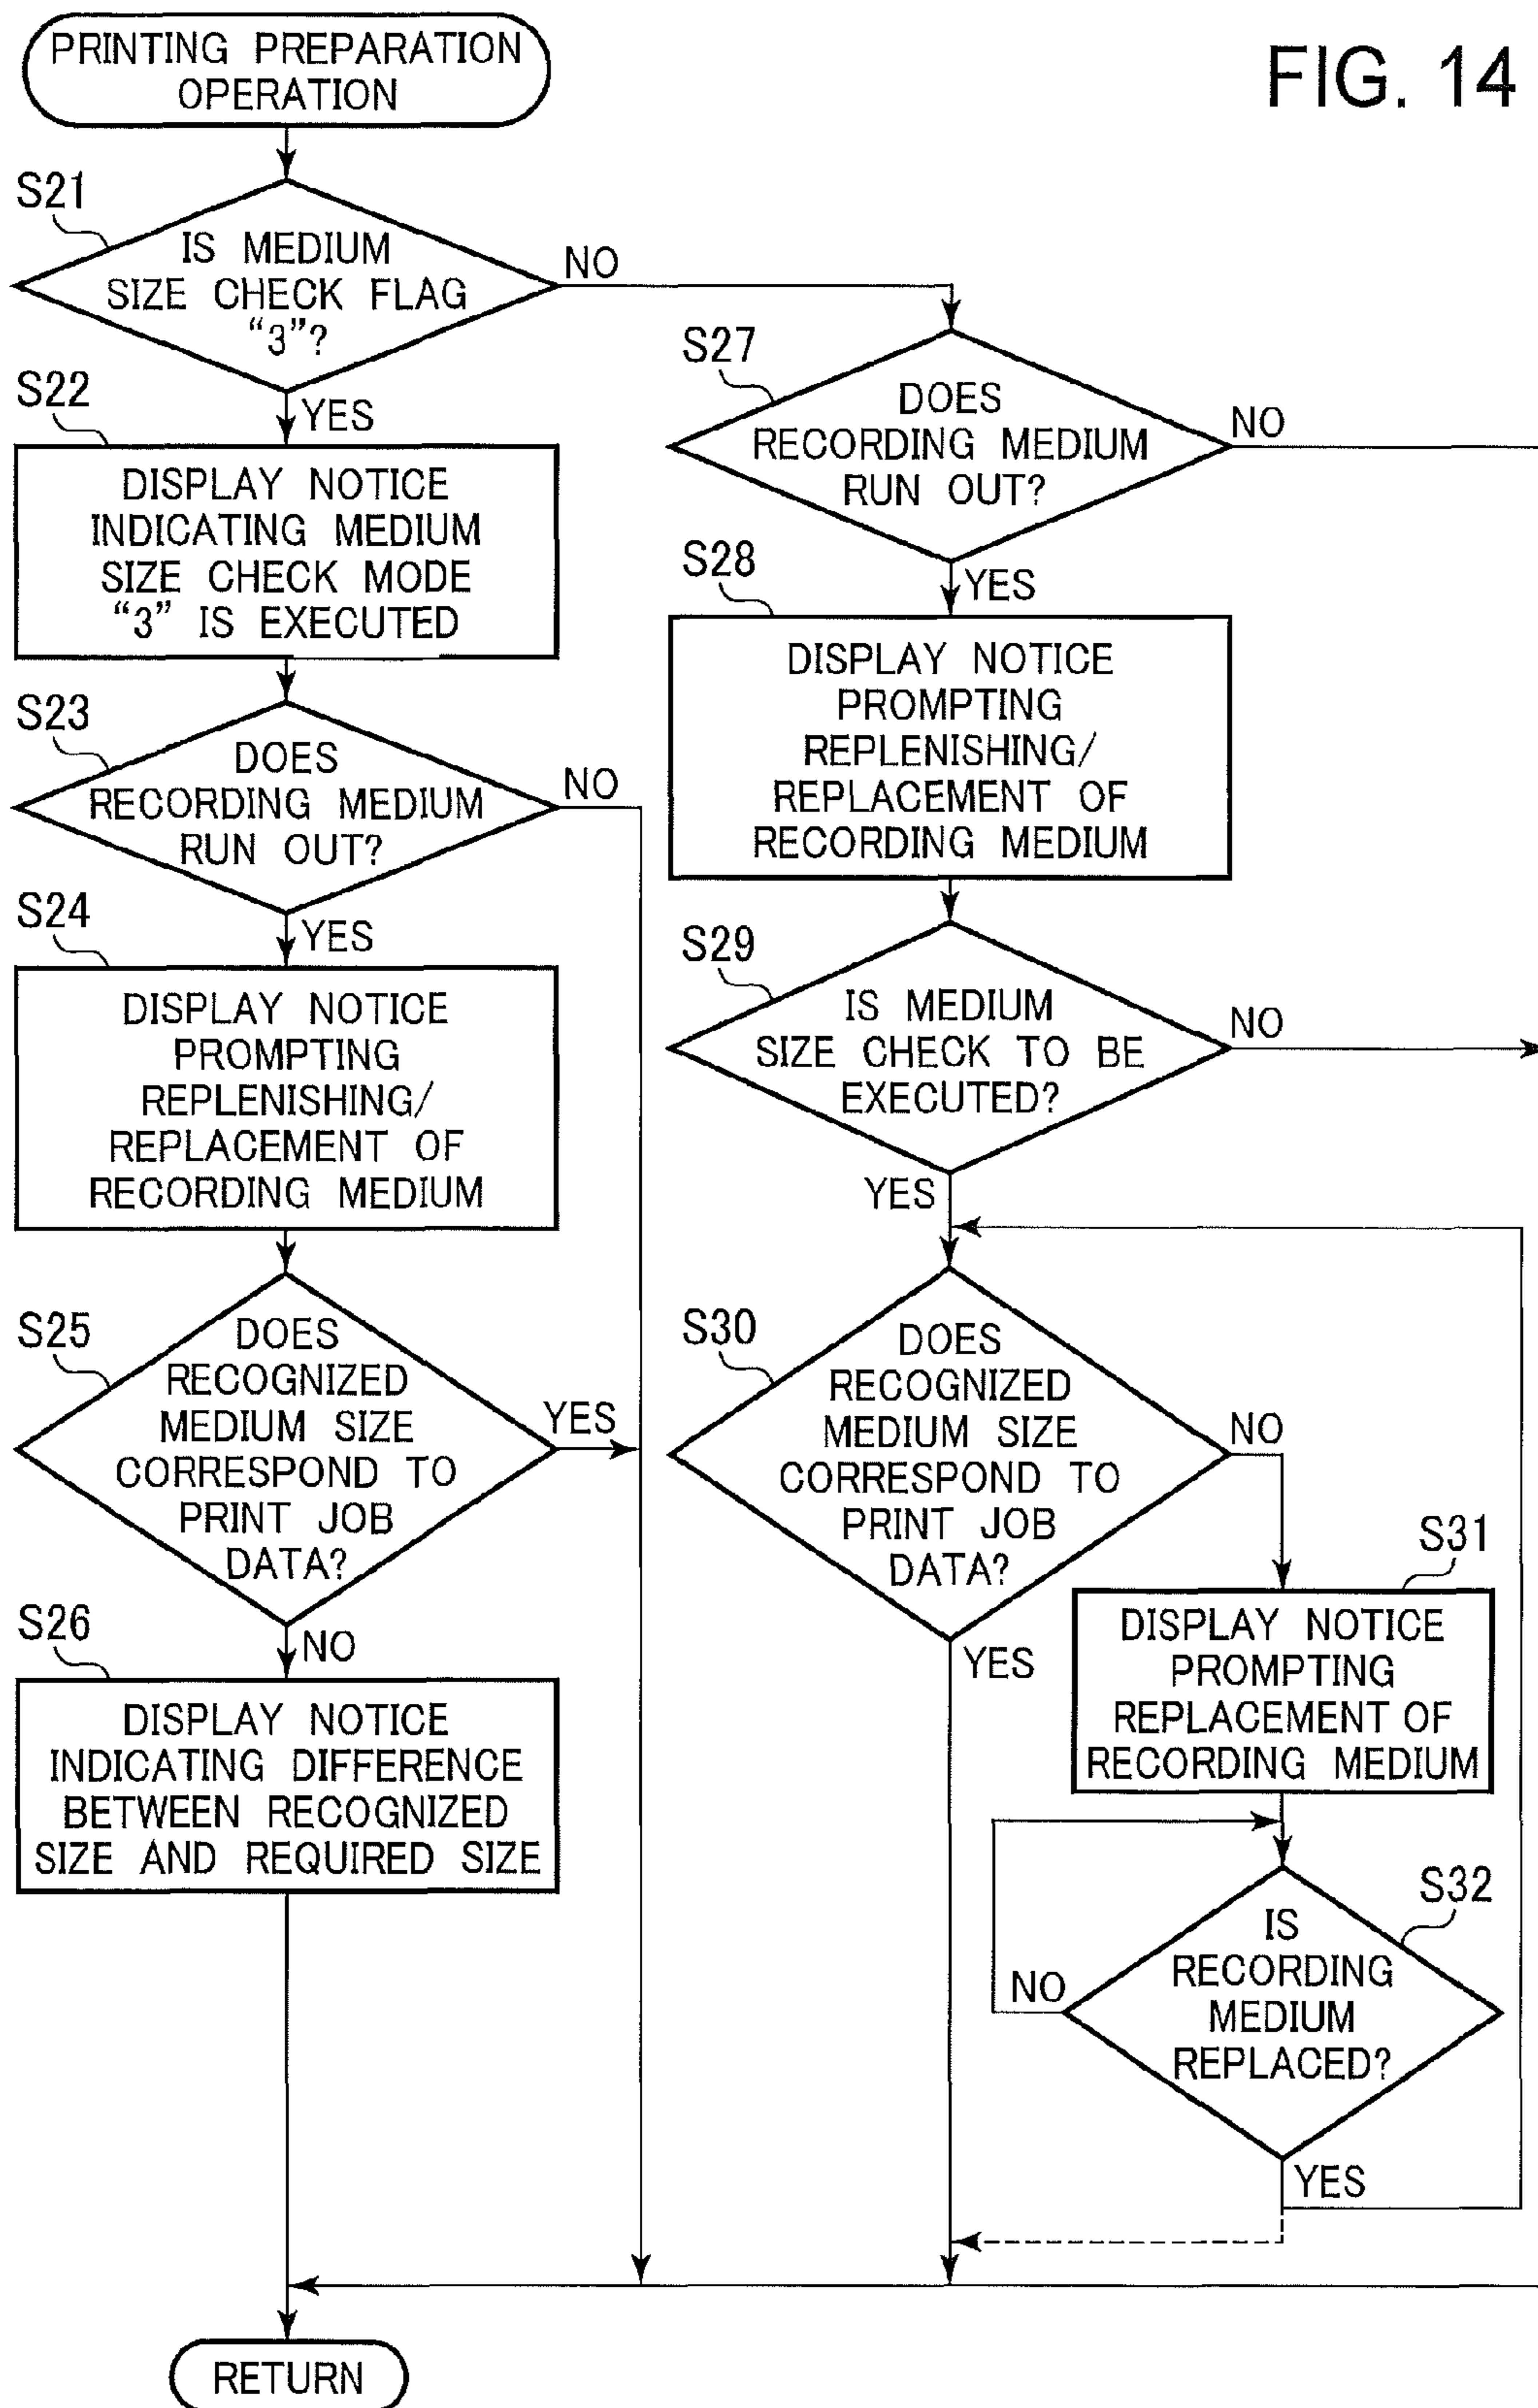 FIG. 14
PRINTING PREPARATION
OPERATION
S21
IS MEDIUM
SIZE CHECK FLAG
“3”?
NO
YES
S22
DISPLAY NOTICE
INDICATING MEDIUM
SIZE CHECK MODE
“3” IS EXECUTED
S23
DOES
RECORDING MEDIUM
RUN OUT?
NO
YES
S24
DISPLAY NOTICE
PROMPTING
REPLENISHING/
REPLACEMENT OF
RECORDING MEDIUM
S25
DOES
RECOGNIZED
MEDIUM SIZE
CORRESPOND TO
PRINT JOB
DATA?
YES
NO
S26
DISPLAY NOTICE
INDICATING DIFFERENCE
BETWEEN RECOGNIZED
SIZE AND REQUIRED SIZE
S27
DOES
RECORDING MEDIUM
RUN OUT?
NO
YES
S28
DISPLAY NOTICE
PROMPTING
REPLENISHING/
REPLACEMENT OF
RECORDING MEDIUM
S29
IS MEDIUM
SIZE CHECK TO BE
EXECUTED?
NO
YES
S30
DOES
RECOGNIZED
MEDIUM SIZE
CORRESPOND TO
PRINT JOB
DATA?
NO
YES
S31
DISPLAY NOTICE
PROMPTING
REPLACEMENT OF
RECORDING MEDIUM
S32
IS
RECORDING
MEDIUM
REPLACED?
NO
YES
RETURN